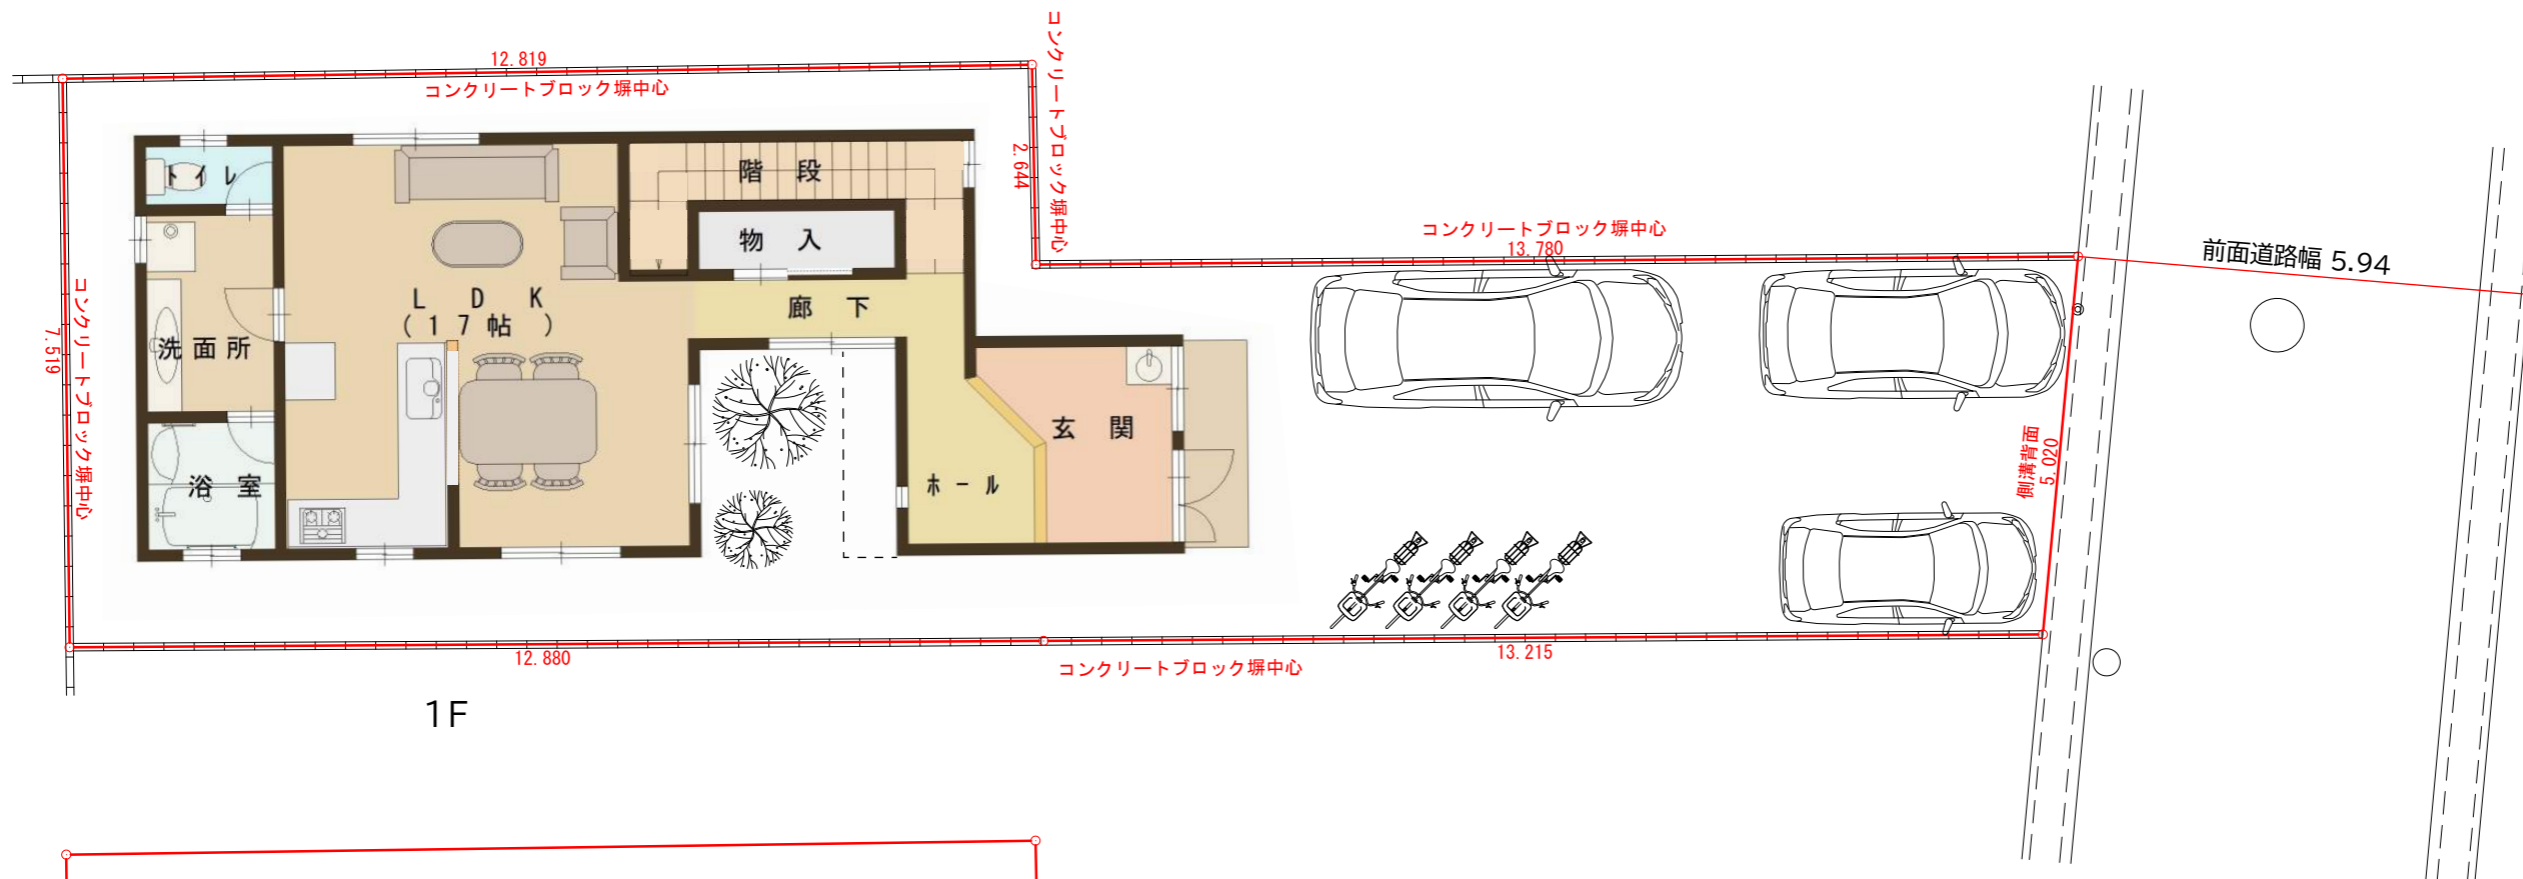 12.819
コンクリートブロック塀中心
コンクリートブロック塀中心
2.644
コンクリートブロック塀中心
13.780
前面道路幅 5.94
トイレ
階 段
物 入
LDK
(17帖)
廊 下
洗面所
コンクリートブロック塀中心
7.519
玄 関
側溝背面
5.020
浴 室
ホール
12.880
コンクリートブロック塀中心
13.215
1F